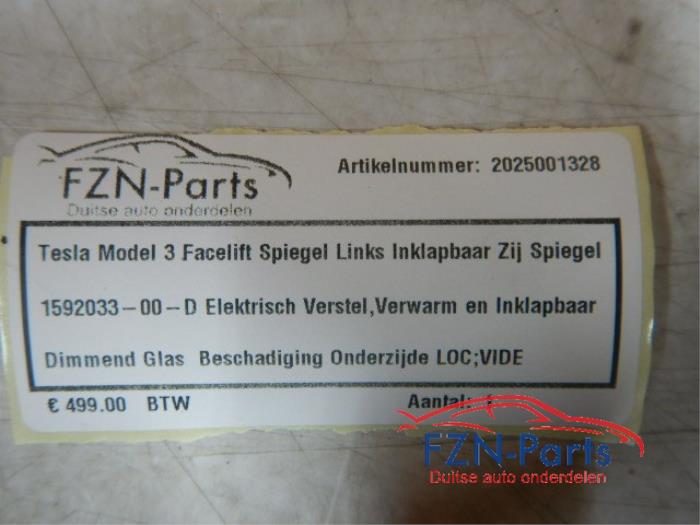 FZN-Parts
Duitse auto onderdelen
Artikelnummer: 2025001328
Tesla Model 3 Facelift Spiegel Links Inklapbaar Zij Spiegel
1592033-00-D Elektrisch Verstel,Verwarm en Inklapbaar
Dimmend Glas Beschadiging Onderzijde LOC;VIDE
€ 499.00 BTW
Aantal:
FZN-Parts
Duitse auto onderdelen